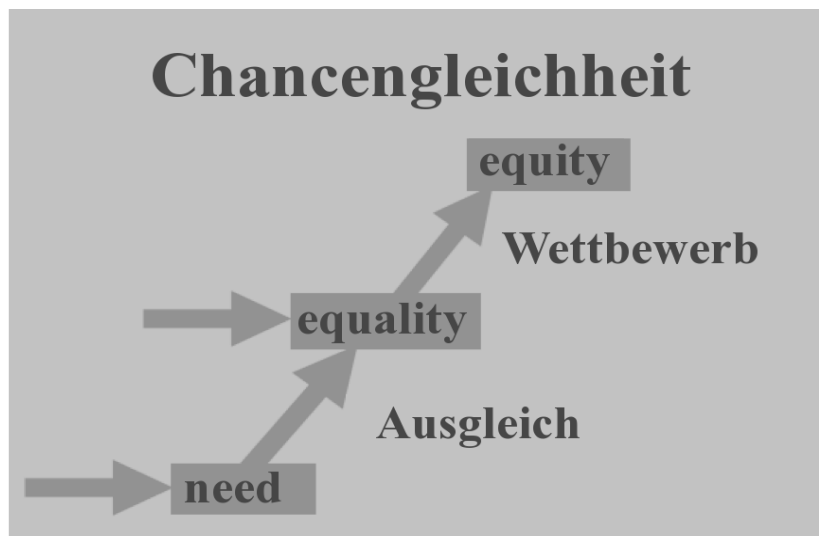 Chancengleichheit
equity
Wettbewerb
equality
Ausgleich
need